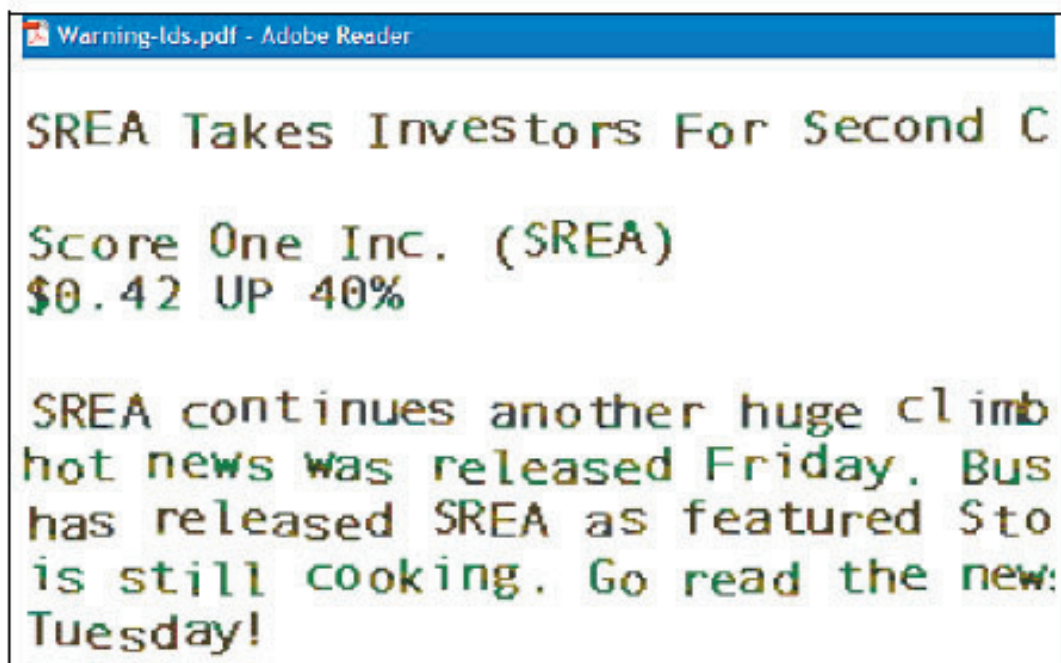 Warning-lds.pdf - Adobe Reader
SREA Takes Investors For Second C
Score One Inc. (SREA)
$0.42 UP 40%
SREA continues another huge climb
hot news was released Friday. Bus
has released SREA as featured Sto
is still cooking. Go read the news
Tuesday!